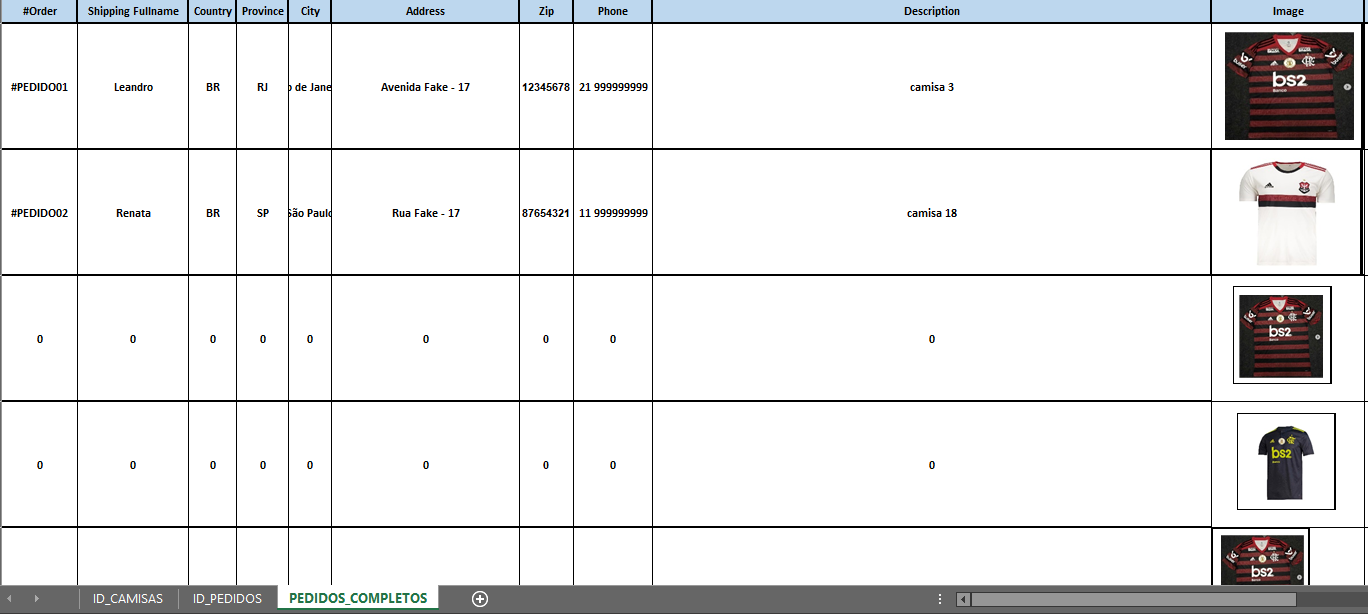 #Order Shipping Fullname Country Province City Address Zip Phone Description Image
#PEDIDO01 Leandro BR RJ o de Jane Avenida Fake - 17 12345678 21 999999999 camisa 3
bs2
Banco
#PEDIDO02 Renata BR SP São Paulo Rua Fake - 17 87654321 11 999999999 camisa 18
0 0 0 0 0 0 0 0 0
bs2
0 0 0 0 0 0 0 0 0
bs2
bs2
ID_CAMISAS ID_PEDIDOS PEDIDOS_COMPLETOS